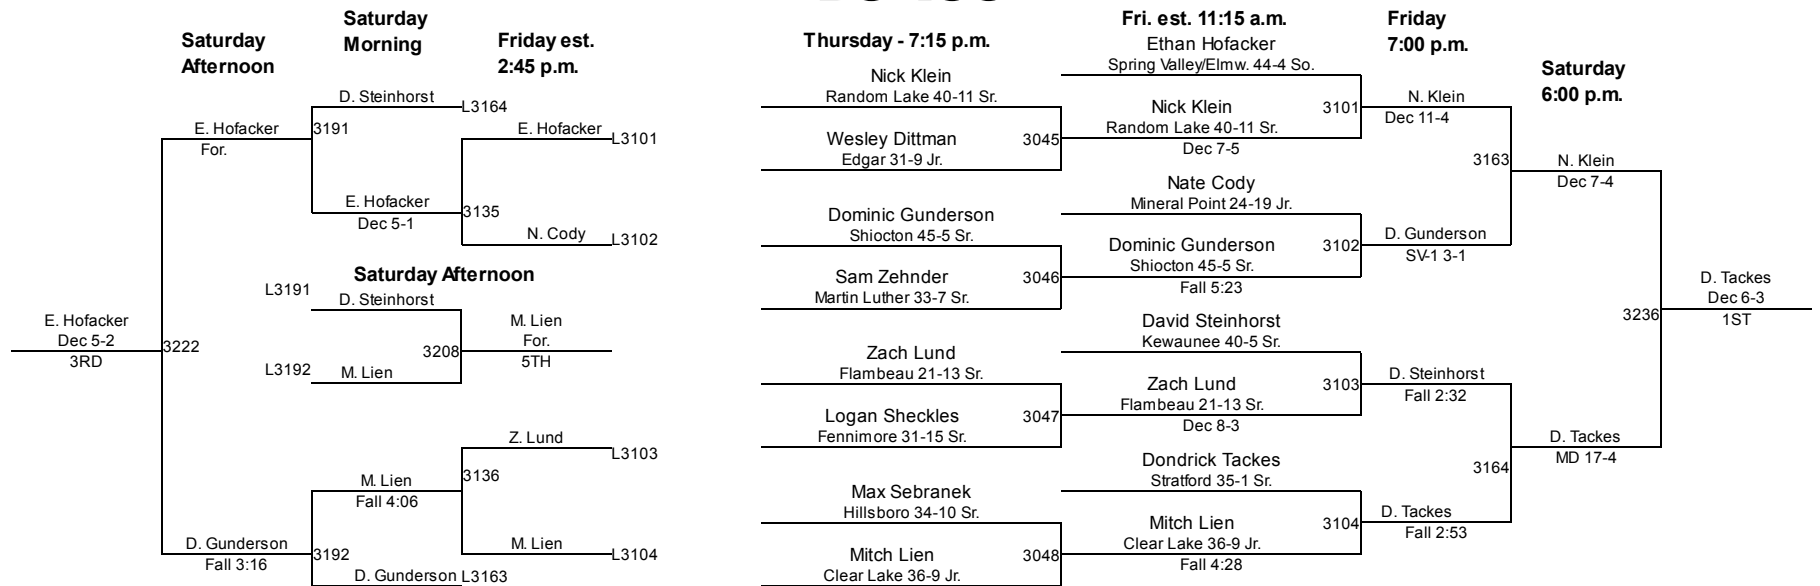 Saturday
Afternoon
Saturday
Morning
Friday est.
2:45 p.m.
D. Steinhorst
L3164
E. Hofacker
For.
3191
E. Hofacker
L3101
E. Hofacker
Dec 5-1
3135
N. Cody
L3102
Saturday Afternoon
L3191
D. Steinhorst
E. Hofacker
Dec 5-2
3RD
3222
M. Lien
For.
5TH
3208
L3192
M. Lien
Z. Lund
L3103
M. Lien
Fall 4:06
3136
D. Gunderson
Fall 3:16
3192
M. Lien
L3104
D. Gunderson
L3163
Thursday - 7:15 p.m.
Nick Klein
Random Lake 40-11 Sr.
Wesley Dittman
Edgar 31-9 Jr.
3045
Dominic Gunderson
Shiocton 45-5 Sr.
Sam Zehnder
Martin Luther 33-7 Sr.
3046
Zach Lund
Flambeau 21-13 Sr.
Logan Sheckles
Fennimore 31-15 Sr.
3047
Max Sebranek
Hillsboro 34-10 Sr.
Mitch Lien
Clear Lake 36-9 Jr.
3048
Fri. est. 11:15 a.m.
Ethan Hofacker
Spring Valley/Elmw. 44-4 So.
Nick Klein
Random Lake 40-11 Sr.
Dec 7-5
3101
Nate Cody
Mineral Point 24-19 Jr.
Dominic Gunderson
Shiocton 45-5 Sr.
Fall 5:23
3102
David Steinhorst
Kewaunee 40-5 Sr.
Zach Lund
Flambeau 21-13 Sr.
Dec 8-3
3103
Dondrick Tackes
Stratford 35-1 Sr.
Mitch Lien
Clear Lake 36-9 Jr.
Fall 4:28
3104
Friday
7:00 p.m.
N. Klein
Dec 11-4
3163
D. Gunderson
SV-1 3-1
D. Steinhorst
Fall 2:32
3164
D. Tackes
Fall 2:53
Saturday
6:00 p.m.
N. Klein
Dec 7-4
3236
D. Tackes
MD 17-4
D. Tackes
Dec 6-3
1ST